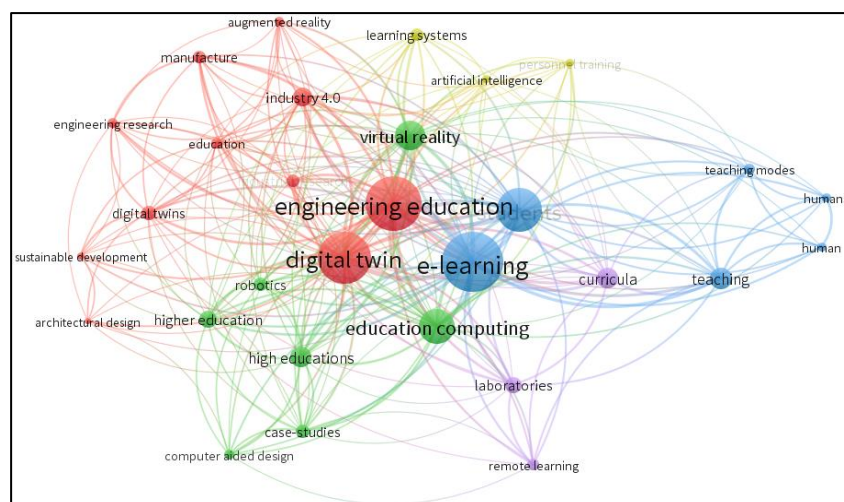 augmented reality
learning systems
manufacture
personnel training
artificial intelligence
industry 4.0
engineering research
virtual reality
education
teaching modes
human
engineering education
digital twins
human
sustainable development
digital twin
e-learning
curricula
teaching
robotics
architectural design
higher education
education computing
high educations
laboratories
case-studies
computer aided design
remote learning